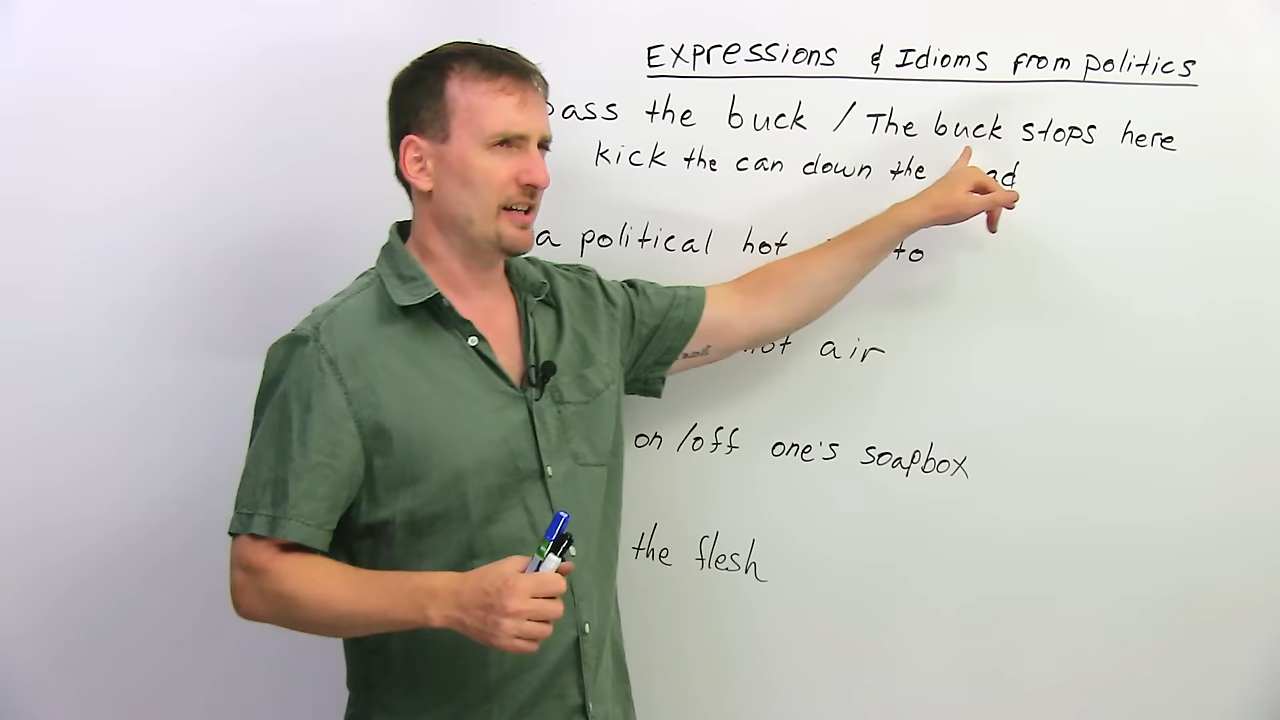 Expressions & Idioms from politics
pass the buck / The buck stops here
kick the can down the
a political hot
hot air
on / off one's soapbox
the flesh